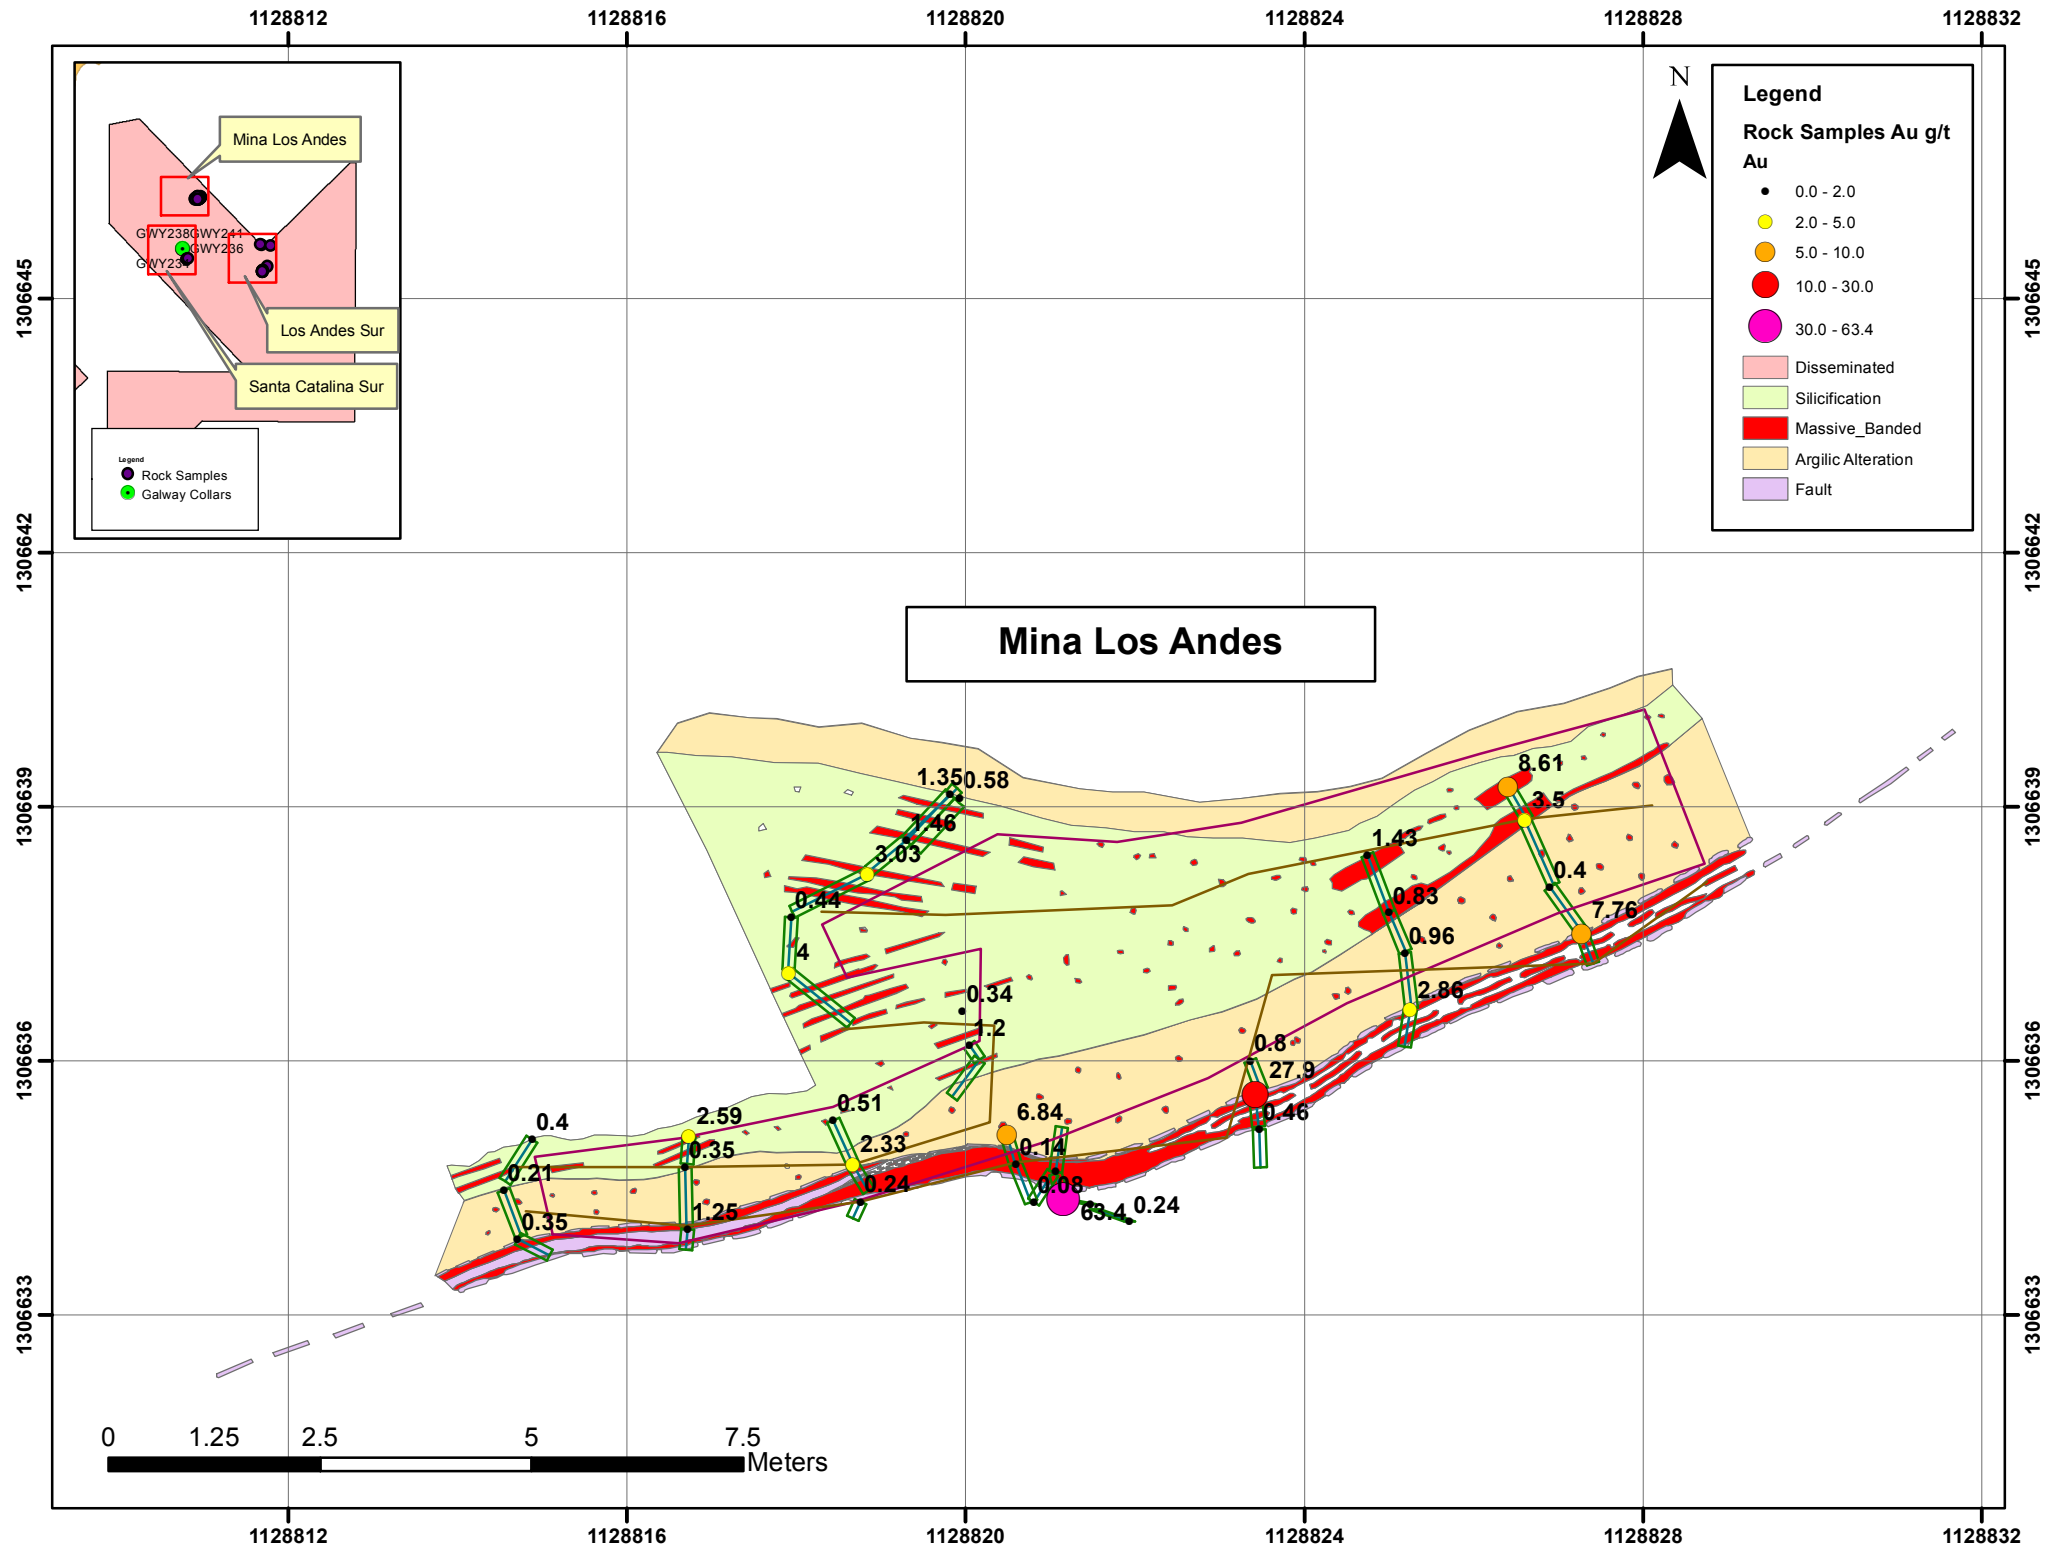 1128812 1128816 1128820 1128824 1128828 1128832
Mina Los Andes
GWY238GWY241
GWY236
GWY234
Los Andes Sur
Santa Catalina Sur
Legend
Rock Samples
Galway Collars
N
Legend
Rock Samples Au g/t
Au
0.0 - 2.0
2.0 - 5.0
5.0 - 10.0
10.0 - 30.0
30.0 - 63.4
Disseminated
Silicification
Massive_Banded
Argilic Alteration
Fault
1306645 1306645
1306642 1306642
Mina Los Andes
1306639 1306639
8.61
1.35 0.58
3.5
1.46
1.43
3.03
0.4
0.44 0.83
7.76
0.96
4
2.86
0.34
1.2
1306636 1306636
0.8
27.9
0.51
0.46
6.84
2.59
0.4
2.33
0.14
0.35
0.21
0.24
0.08
0.24
63.4
1.25
0.35
1306633 1306633
0 1.25 2.5 5 7.5
Meters
1128812 1128816 1128820 1128824 1128828 1128832